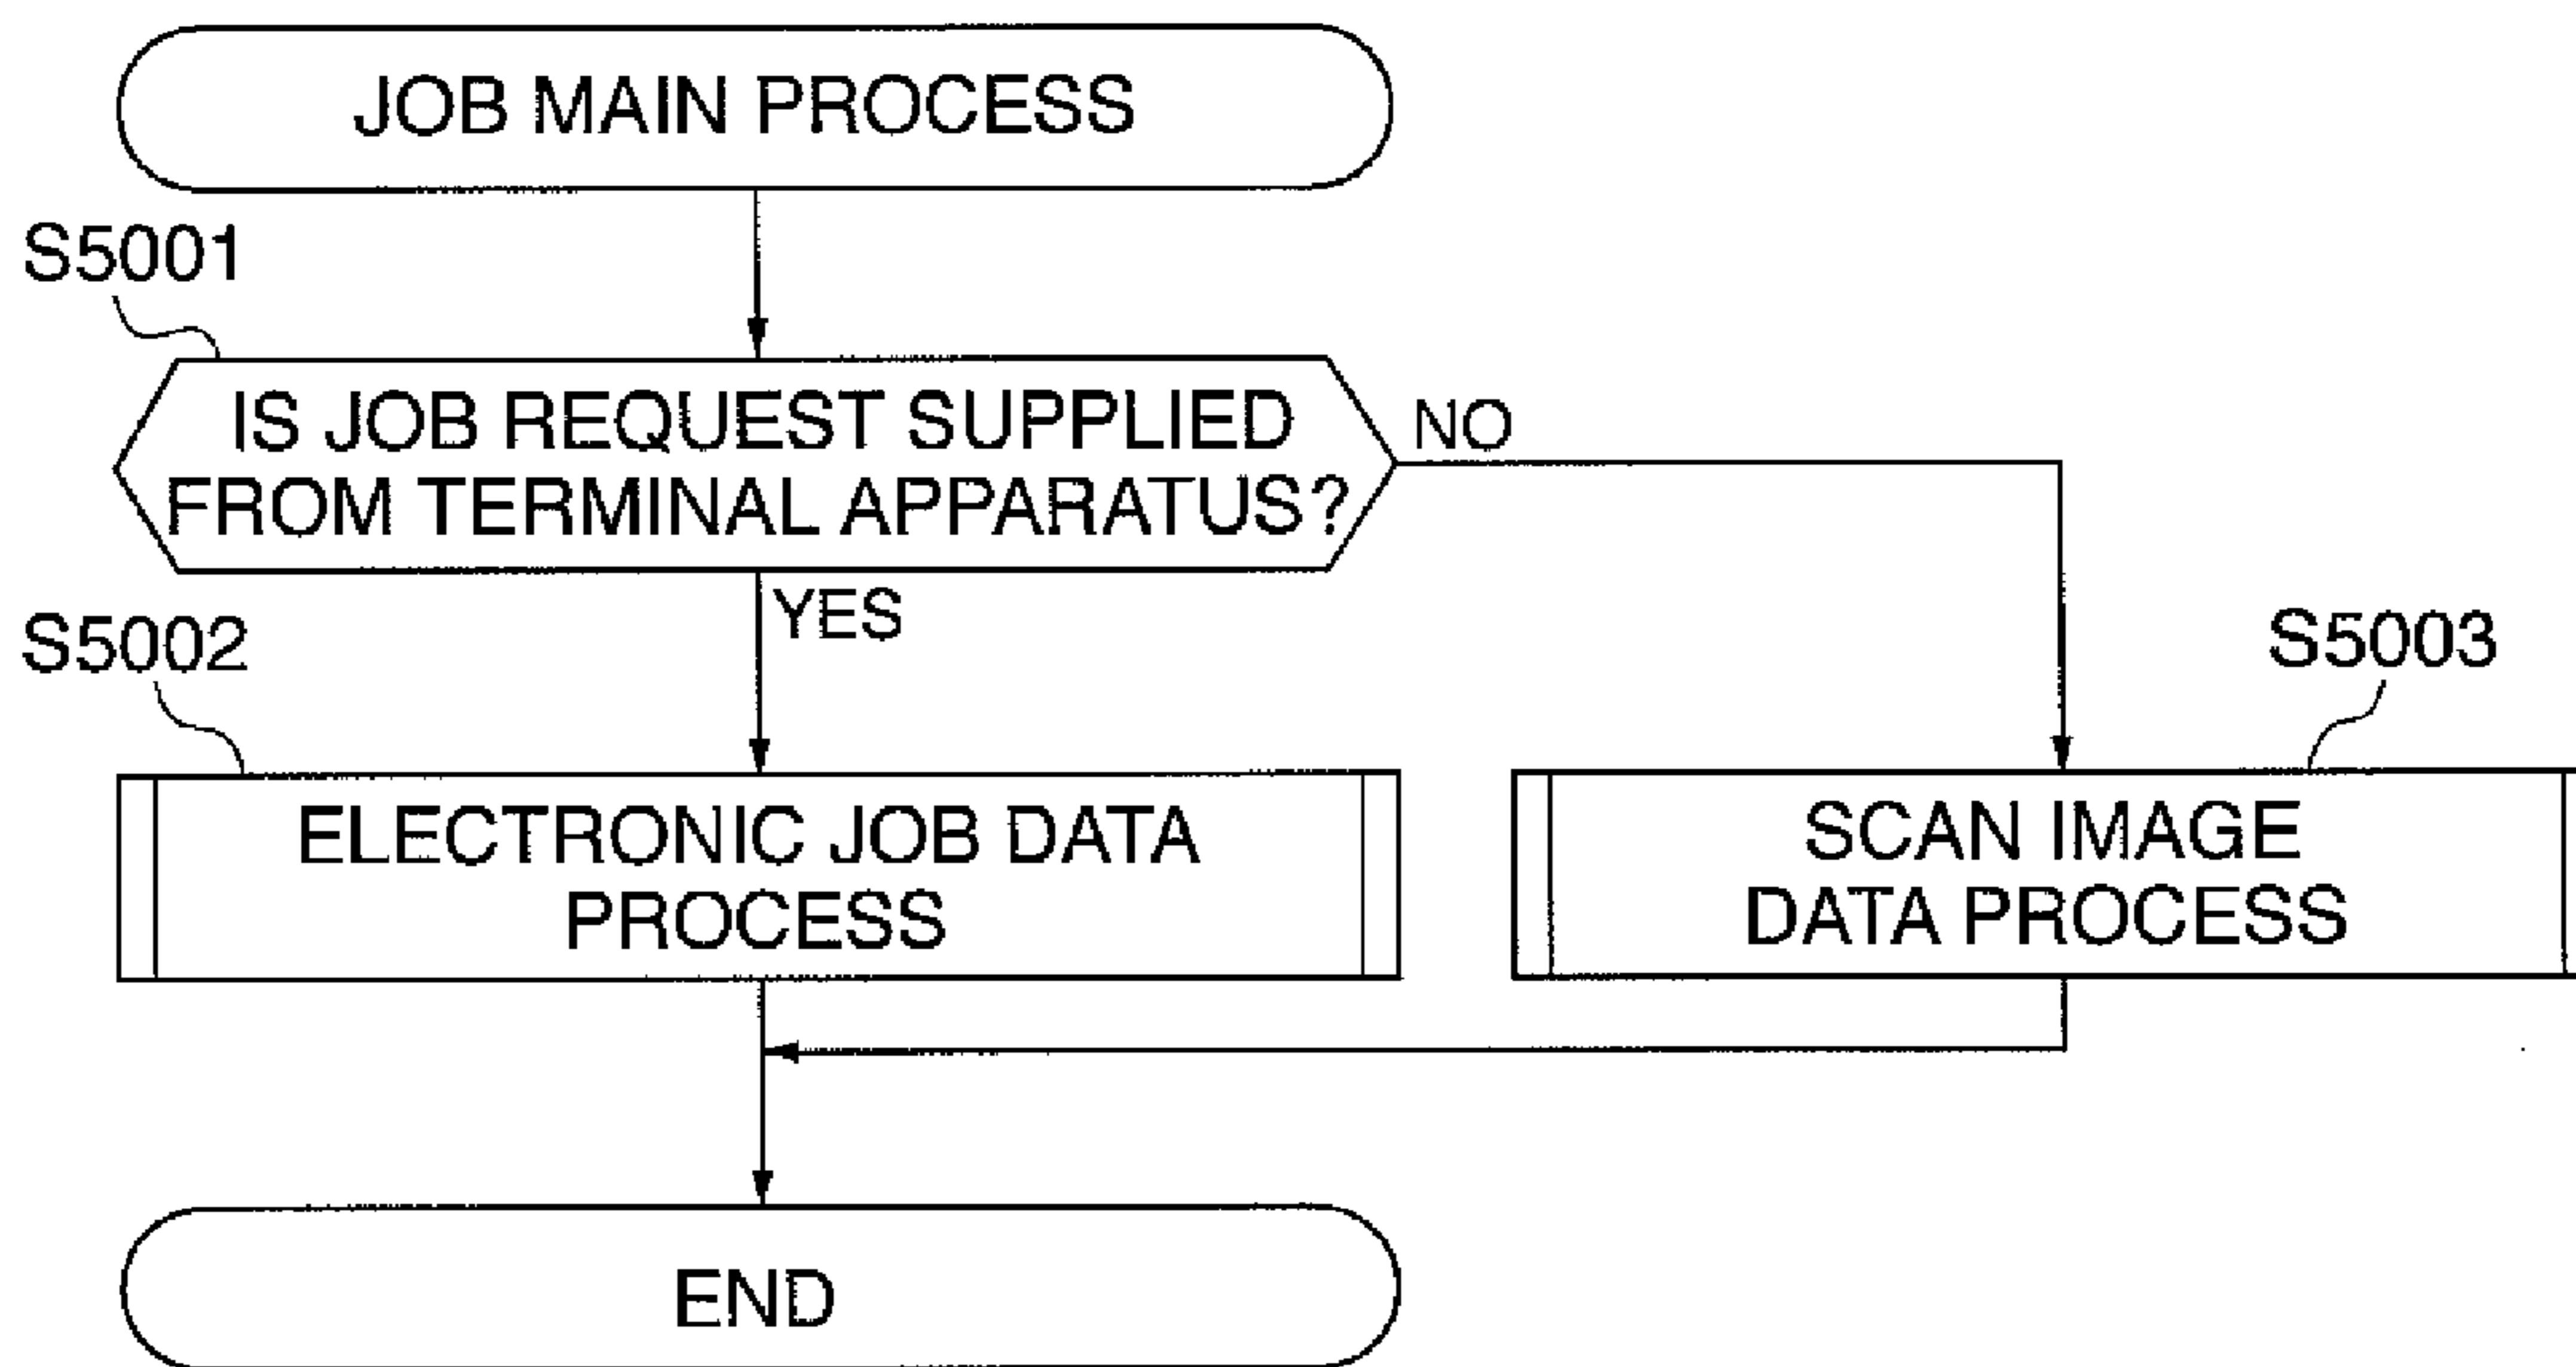 JOB MAIN PROCESS
S5001
IS JOB REQUEST SUPPLIED
FROM TERMINAL APPARATUS?
NO
YES
S5002
S5003
ELECTRONIC JOB DATA
PROCESS
SCAN IMAGE
DATA PROCESS
END